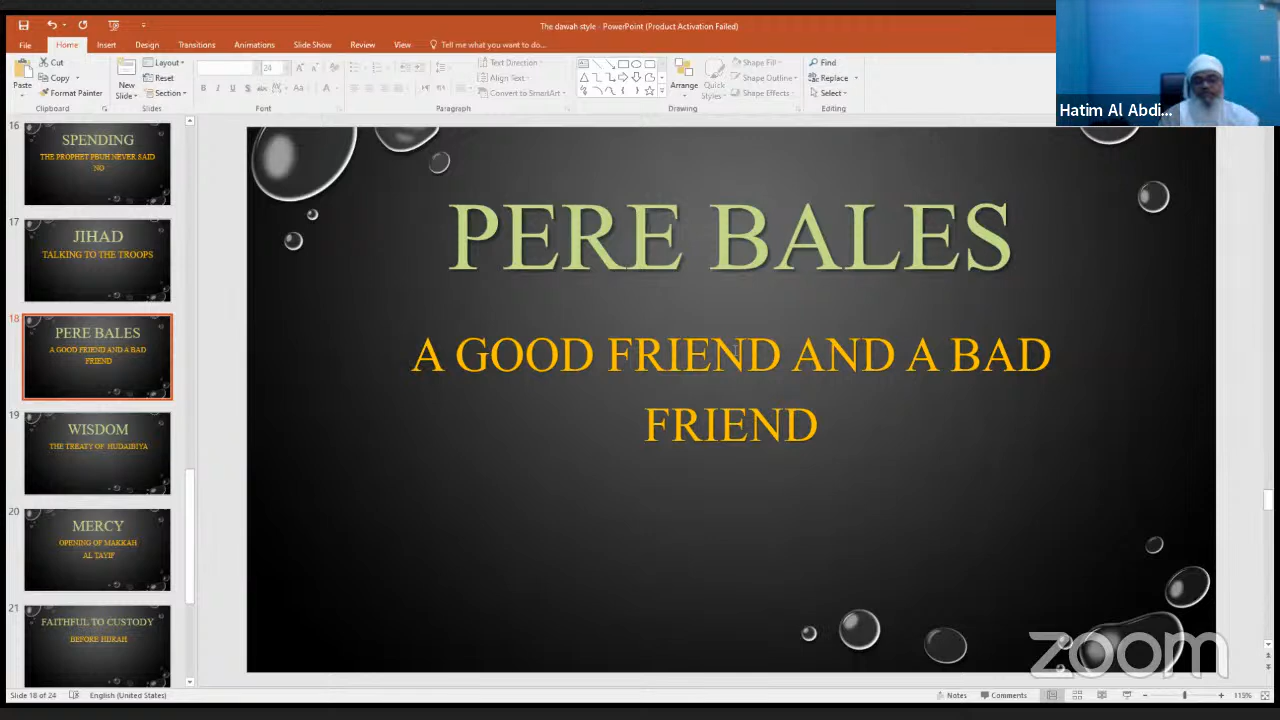 The dawah style - PowerPoint (Product Activation Failed)
File Home Insert Design Transitions Animations Slide Show Review View Tell me what you want to do...
Cut
Copy
Format Painter
Paste
Clipboard
New Slide
Layout
Reset
Section
Slides
24
Font
Text Direction
Align Text
Convert to SmartArt
Paragraph
Arrange
Quick Styles
Shape Fill
Shape Outline
Shape Effects
Drawing
Find
Replace
Select
Editing
Hatim Al Abdi...
16
SPENDING
THE PROPHET PBUH NEVER SAID
NO
17
JIHAD
TALKING TO THE TROOPS
18
PERE BALES
A GOOD FRIEND AND A BAD
FRIEND
19
WISDOM
THE TREATY OF HUDAIBIYA
20
MERCY
OPENING OF MAKKAH
AL TAYIF
21
FAITHFUL TO CUSTODY
BEFORE HIJRAH
PERE BALES
A GOOD FRIEND AND A BAD
FRIEND
zoom
Slide 18 of 24 English (United States) Notes Comments 113%